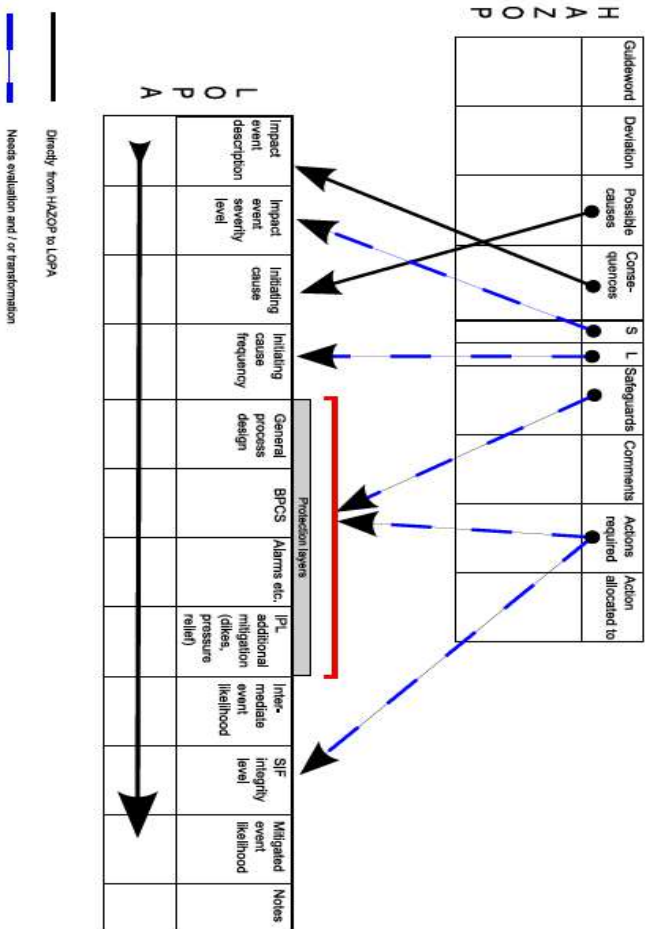 HAZOP
Guideword
Deviation
Possible
causes
Conse-
quences
S
L
Safeguards
Comments
Actions
required
Action
allocated to
Protection layers
LOPA
Impact
event
description
Impact
event
severity
level
Initiating
cause
Initiating
cause
frequency
General
process
design
BPCS
Alarms etc.
IPL
additional
mitigation
(dikes,
pressure
relief)
Inter-
mediate
event
likelihood
SIF
integrity
level
Mitigated
event
likelihood
Notes
Directly from HAZOP to LOPA
Needs evaluation and / or transformation